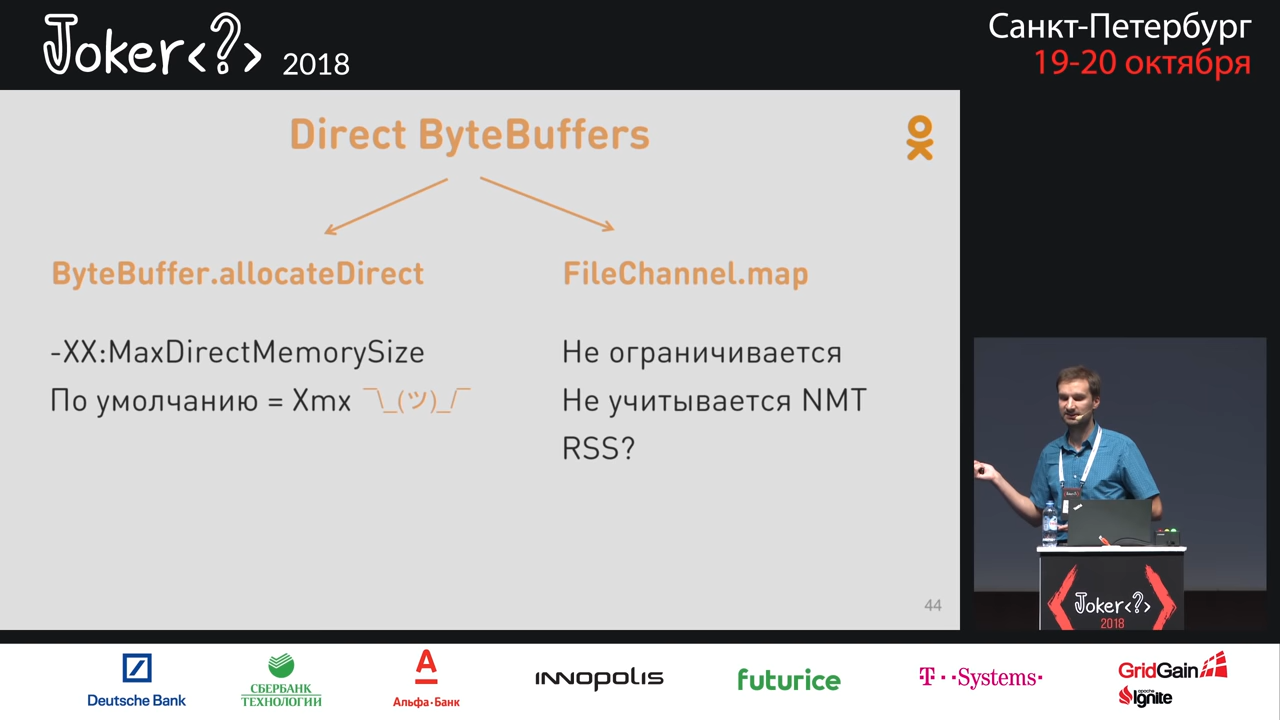 Joker<?> 2018
Санкт-Петербург
19-20 октября
Direct ByteBuffers
ByteBuffer.allocateDirect
-XX:MaxDirectMemorySize
По умолчанию = Xmx ¯\_(ツ)_/¯
FileChannel.map
Не ограничивается
Не учитывается NMT
RSS?
44
Joker<?>
2018
Deutsche Bank
СБЕРБАНК
ТЕХНОЛОГИИ
А
Альфа·Банк
INNOPOLIS
futurice
T··Systems·
GridGain
apache
Ignite